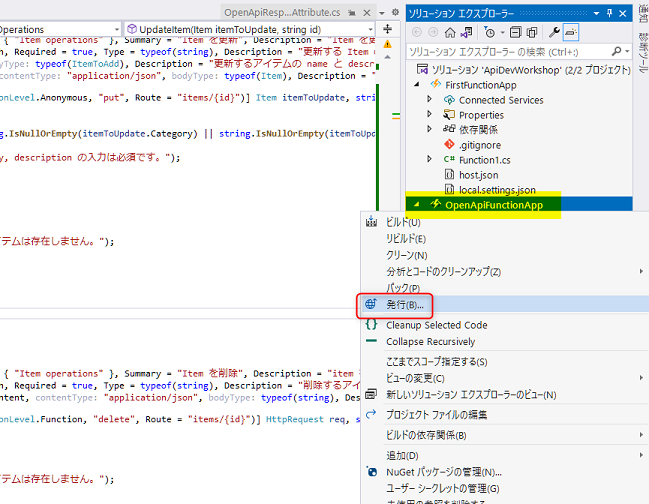 OpenApiResp...Attribute.cs
Operations
UpdateItem(Item itemToUpdate, string id)
{ "Item operations" }, Summary = "Item を更新", Description = "Item を更
n, Required = true, Type = typeof(string), Description = "更新する Item
yType: typeof(ItemToAdd), Description = "更新するアイテムの name と descr
contentType: "application/json", bodyType: typeof(Item), Description = "
onLevel.Anonymous, "put", Route = "items/{id}")] Item itemToUpdate, str
g.IsNullOrEmpty(itemToUpdate.Category) || string.IsNullOrEmpty(itemToUp
y, description の入力は必須です。");
テムは存在しません。");
{ "Item operations" }, Summary = "Item を削除", Description = "item
n, Required = true, Type = typeof(string), Description = "削除するアイ
ntent, contentType: "application/json", bodyType: typeof(string), Des
onLevel.Function, "delete", Route = "items/{id}")] HttpRequest req, s
テムは存在しません。");
ソリューション エクスプローラー
ソリューション エクスプローラー の検索 (Ctrl+;)
ソリューション 'ApiDevWorkshop' (2/2 プロジェクト)
FirstFunctionApp
Connected Services
Properties
依存関係
.gitignore
C# Function1.cs
host.json
local.settings.json
OpenApiFunctionApp
ビルド(U)
リビルド(E)
クリーン(N)
分析とコードのクリーンアップ(Z)
パック(P)
発行(B)...
Cleanup Selected Code
Collapse Recursively
ここまでスコープ指定する(S)
ビューの変更(C)
新しいソリューション エクスプローラーのビュー(N)
プロジェクト ファイルの編集
ビルドの依存関係(B)
追加(D)
NuGet パッケージの管理(N)...
ユーザー シークレットの管理(G)
通知
診断ツール